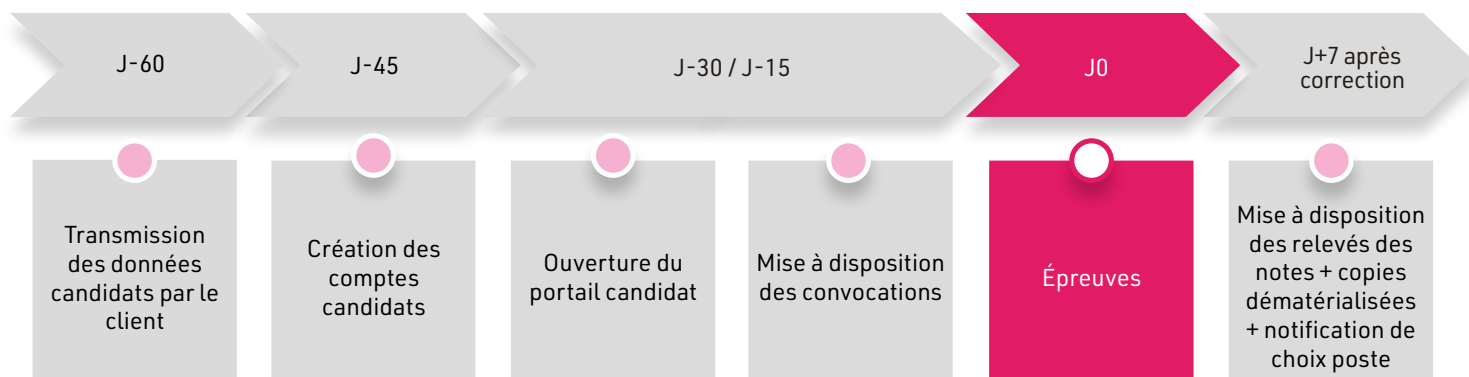 J-60
J-45
J-30 / J-15
J0
J+7 après
correction
Transmission
des données
candidats par le
client
Création des
comptes
candidats
Ouverture du
portail candidat
Mise à disposition
des convocations
Épreuves
Mise à disposition
des relevés des
notes + copies
dématérialisées
+ notification de
choix poste